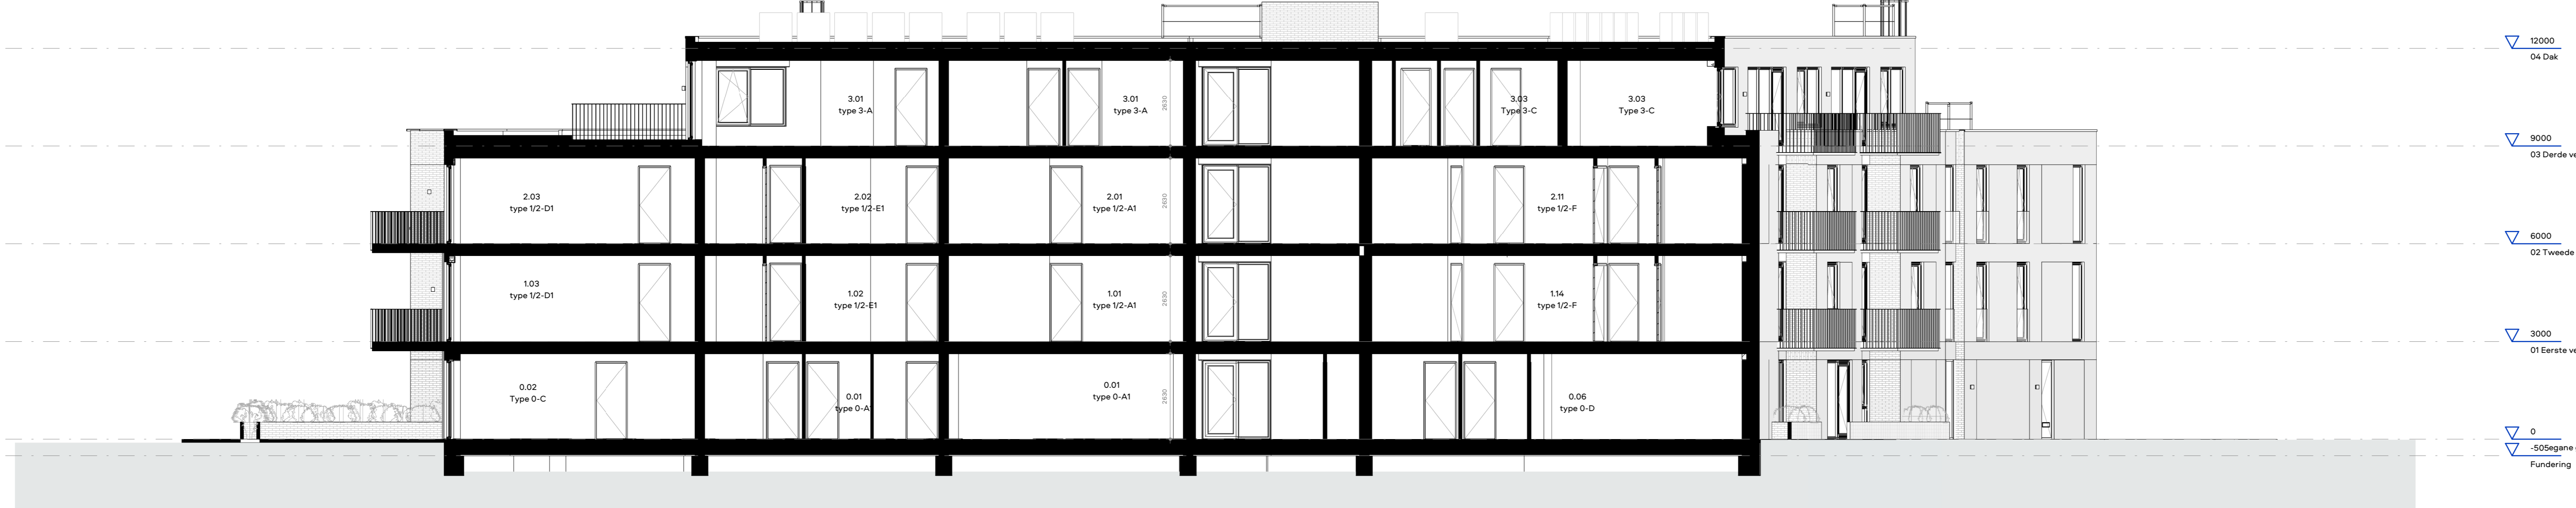 12000
04 Dak
3.01
type 3-A
3.01
type 3-A
2630
3.03
Type 3-C
3.03
Type 3-C
9000
03 Derde ve
2.03
type 1/2-D1
2.02
type 1/2-E1
2.01
type 1/2-A1
2630
2.11
type 1/2-F
6000
02 Tweede
1.03
type 1/2-D1
1.02
type 1/2-E1
1.01
type 1/2-A1
2630
1.14
type 1/2-F
3000
01 Eerste ve
0.02
Type 0-C
0.01
type 0-A1
0.01
type 0-A1
2630
0.06
type 0-D
0
-505egane
Fundering